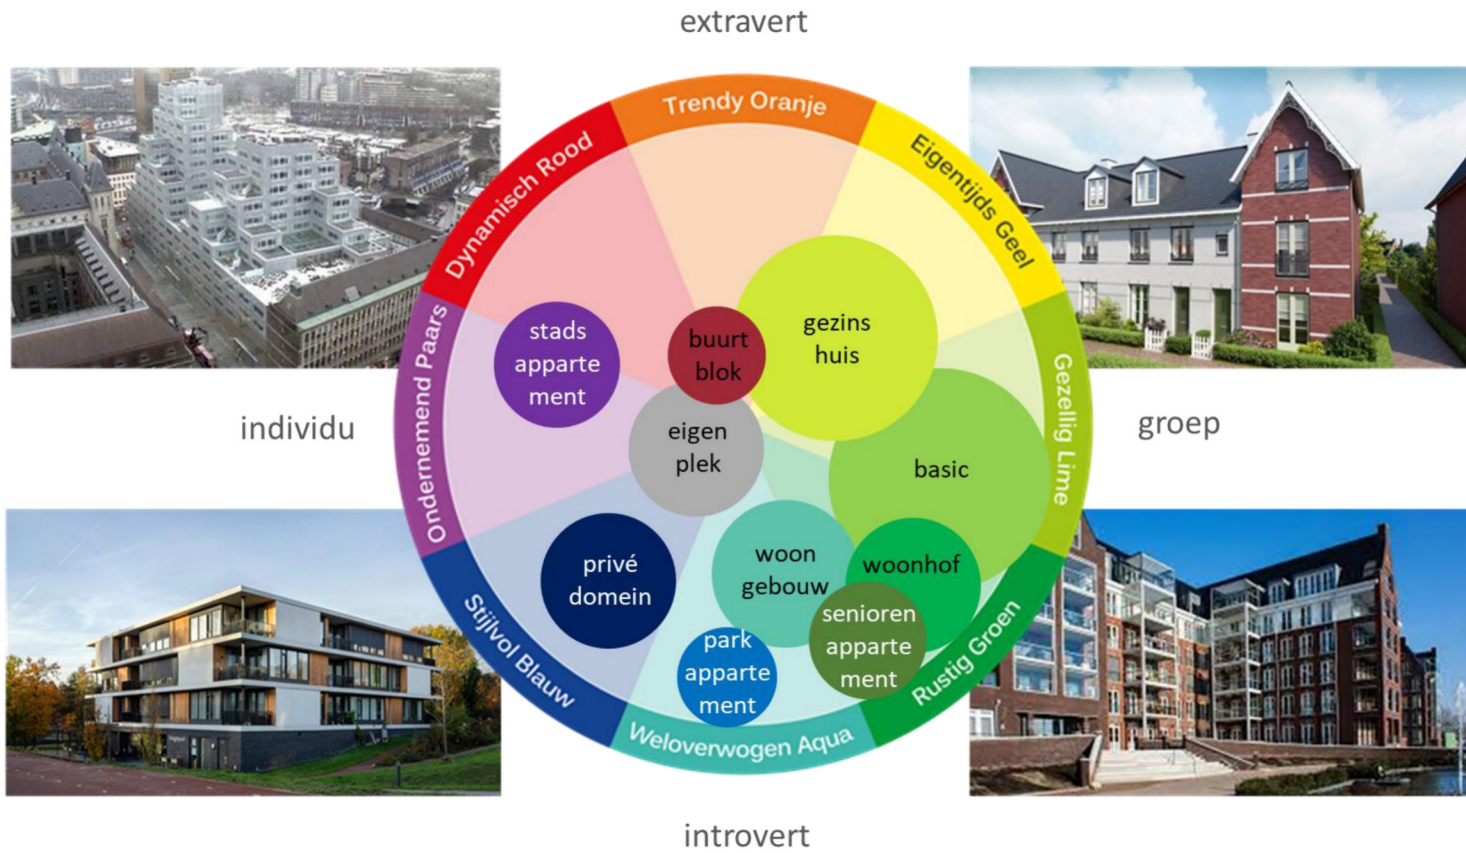 extravert
Trendy Oranje
Dynamisch Rood
Eigentijds Geel
Ondernemend Paars
Gezellig Lime
stads
apparte
ment
buurt
blok
gezins
huis
individu
groep
eigen
plek
basic
privé
domein
woon
gebouw
woonhof
senioren
apparte
ment
park
apparte
ment
Stijlvol Blauw
Rustig Groen
Weloverwogen Aqua
introvert